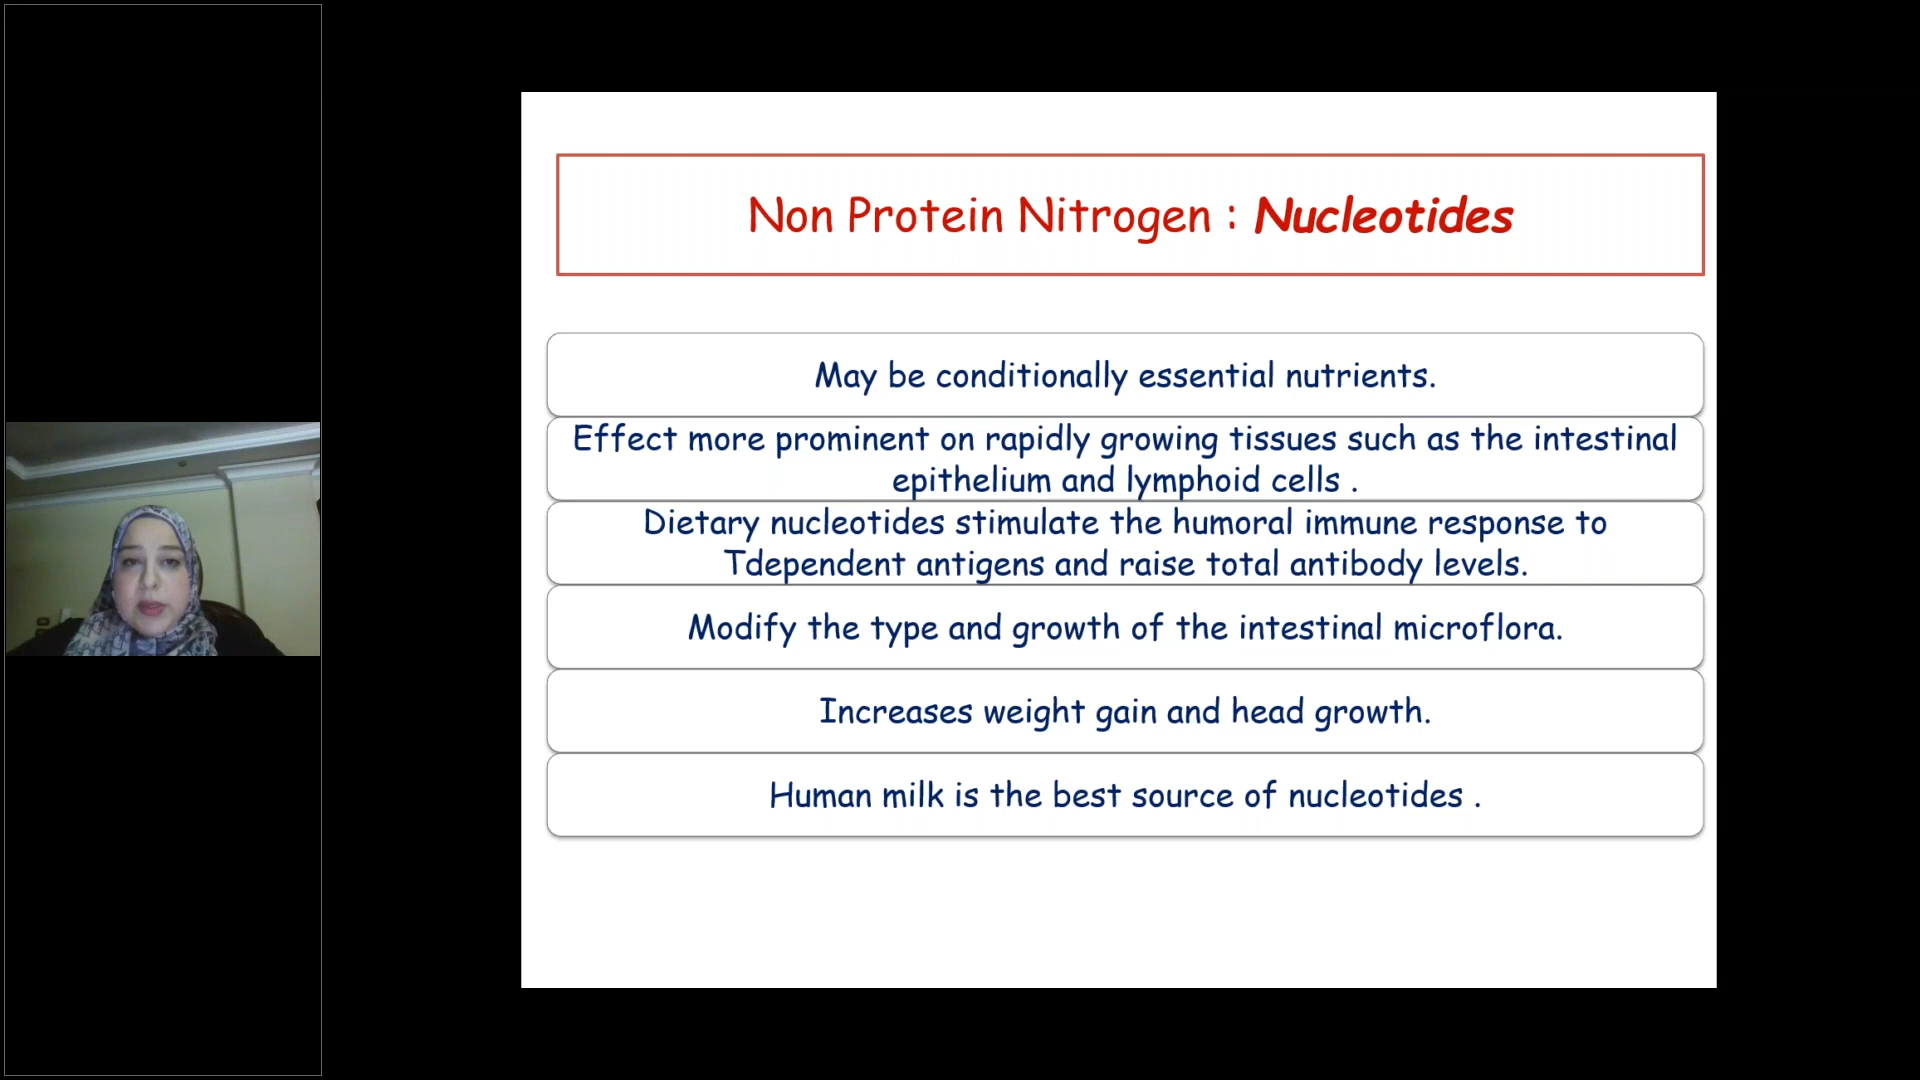 Non Protein Nitrogen : Nucleotides
May be conditionally essential nutrients.
Effect more prominent on rapidly growing tissues such as the intestinal
epithelium and lymphoid cells .
Dietary nucleotides stimulate the humoral immune response to
Tdependent antigens and raise total antibody levels.
Modify the type and growth of the intestinal microflora.
Increases weight gain and head growth.
Human milk is the best source of nucleotides .